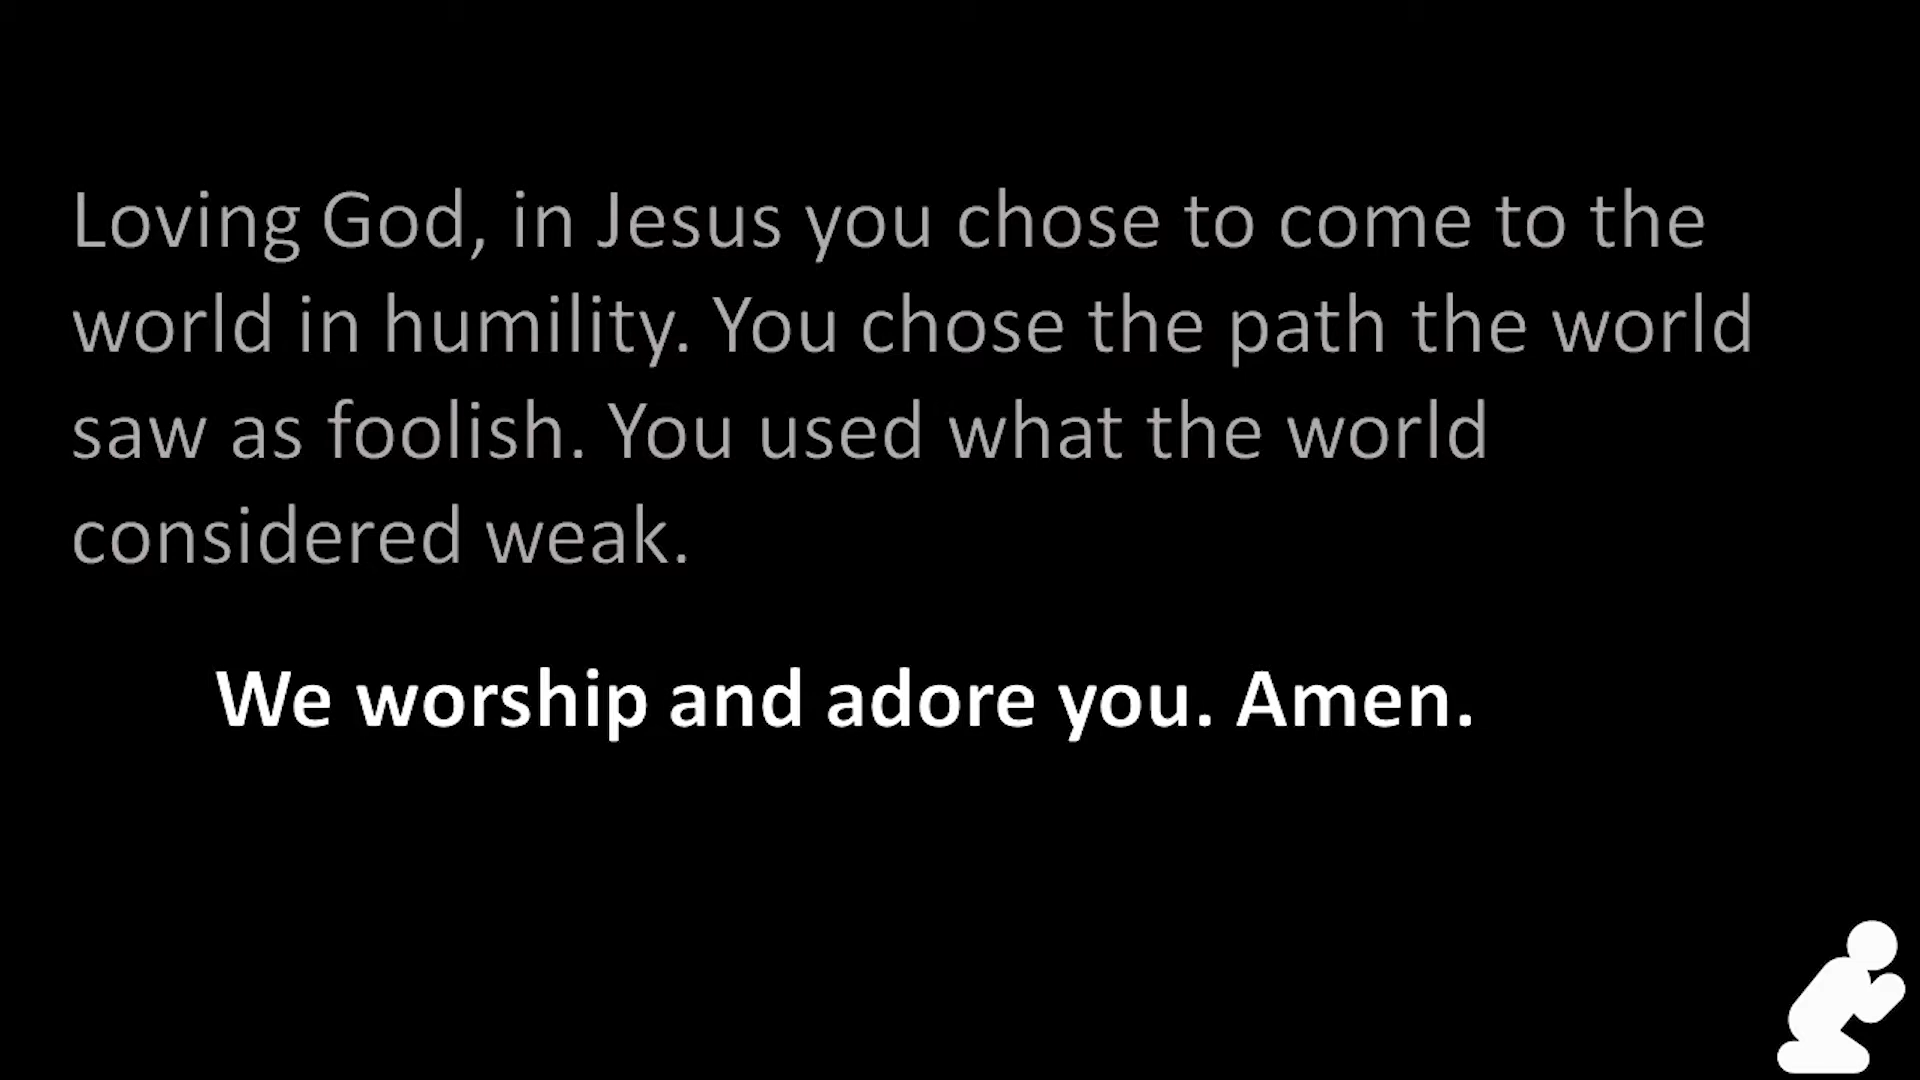 Loving God, in Jesus you chose to come to the
world in humility. You chose the path the world
saw as foolish. You used what the world
considered weak.
We worship and adore you. Amen.